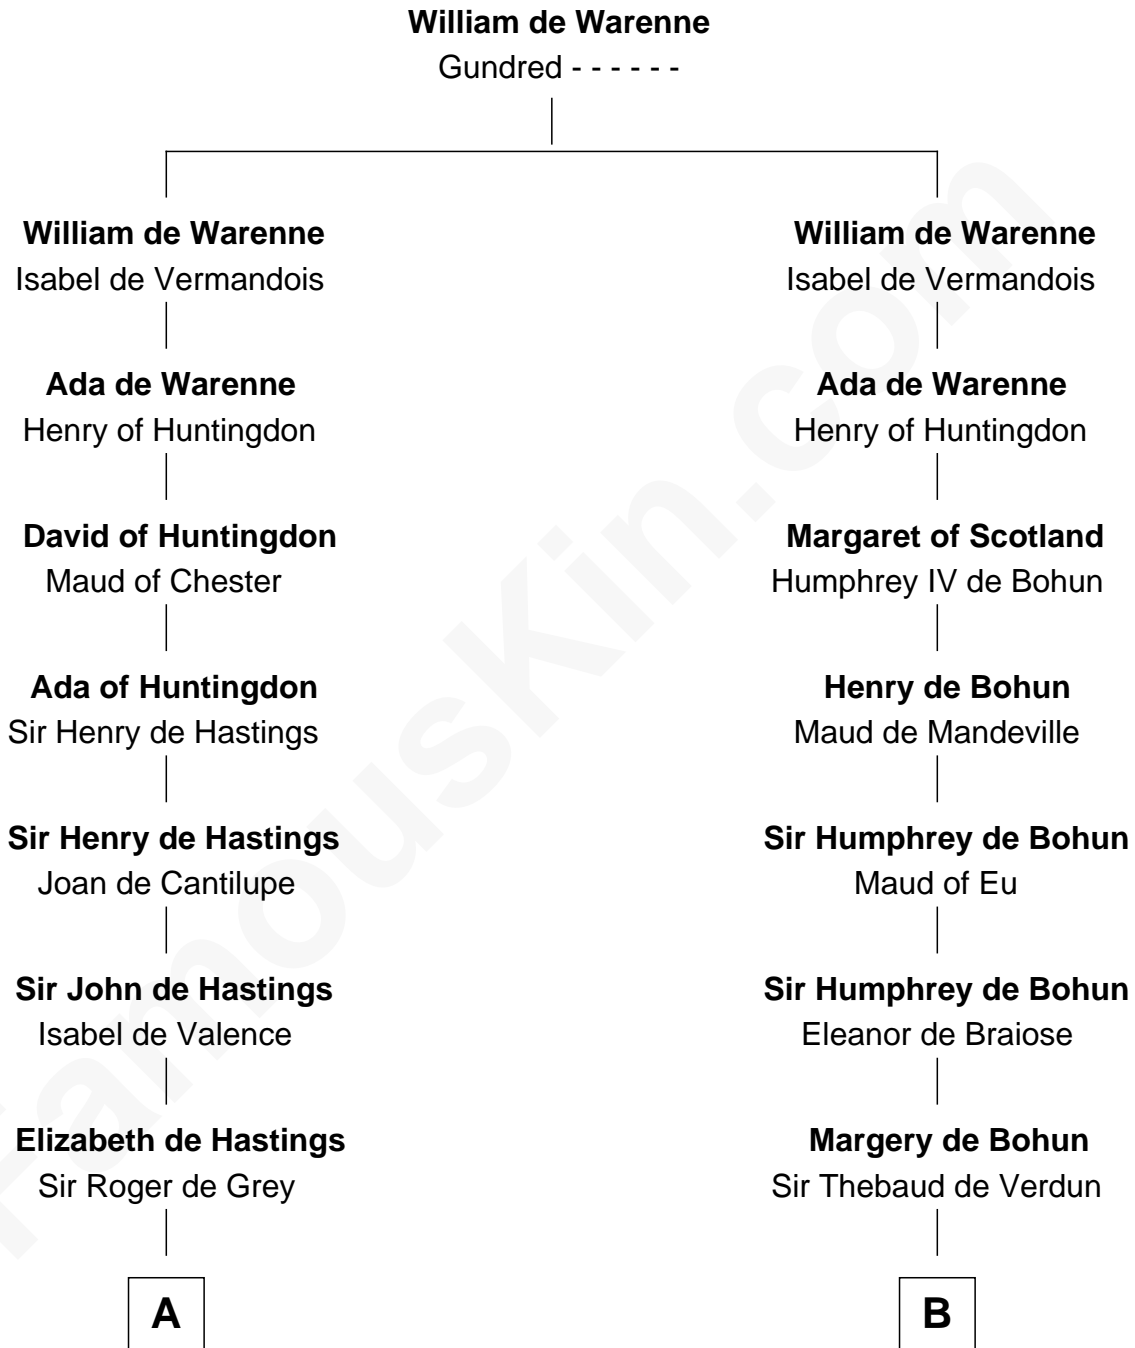 William de Warenne
Gundred - - - - - -
William de Warenne
Isabel de Vermandois
William de Warenne
Isabel de Vermandois
Ada de Warenne
Henry of Huntingdon
Ada de Warenne
Henry of Huntingdon
David of Huntingdon
Maud of Chester
Margaret of Scotland
Humphrey IV de Bohun
Ada of Huntingdon
Sir Henry de Hastings
Henry de Bohun
Maud de Mandeville
Sir Henry de Hastings
Joan de Cantilupe
Sir Humphrey de Bohun
Maud of Eu
Sir John de Hastings
Isabel de Valence
Sir Humphrey de Bohun
Eleanor de Braiose
Elizabeth de Hastings
Sir Roger de Grey
Margery de Bohun
Sir Thebaud de Verdun
A
B
FamousKin.com